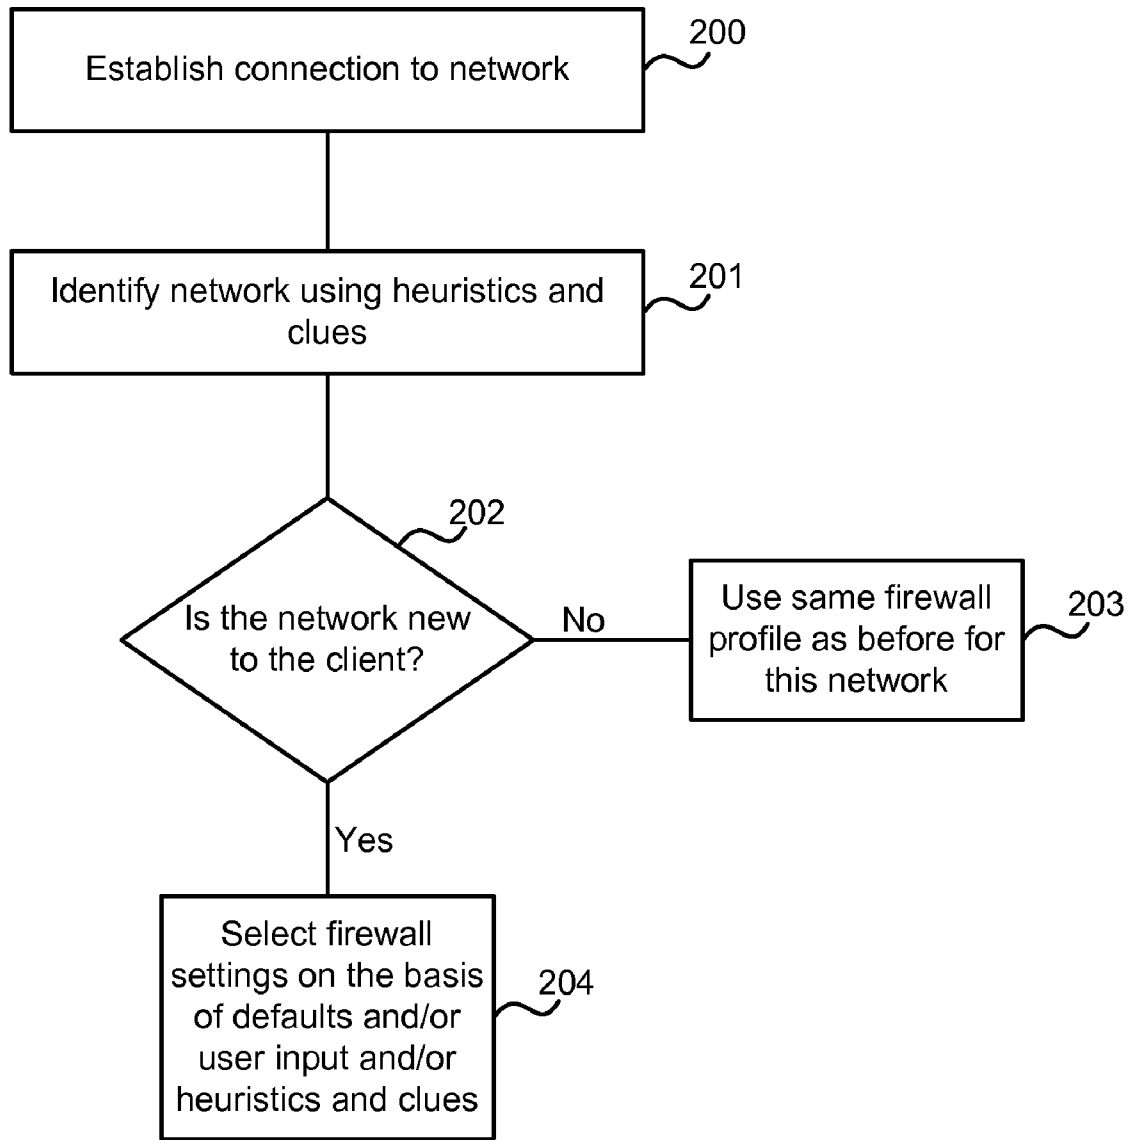 Establish connection to network
200
Identify network using heuristics and
clues
201
202
Is the network new
to the client?
No
Use same firewall
profile as before for
this network
203
Yes
Select firewall
settings on the basis
of defaults and/or
user input and/or
heuristics and clues
204